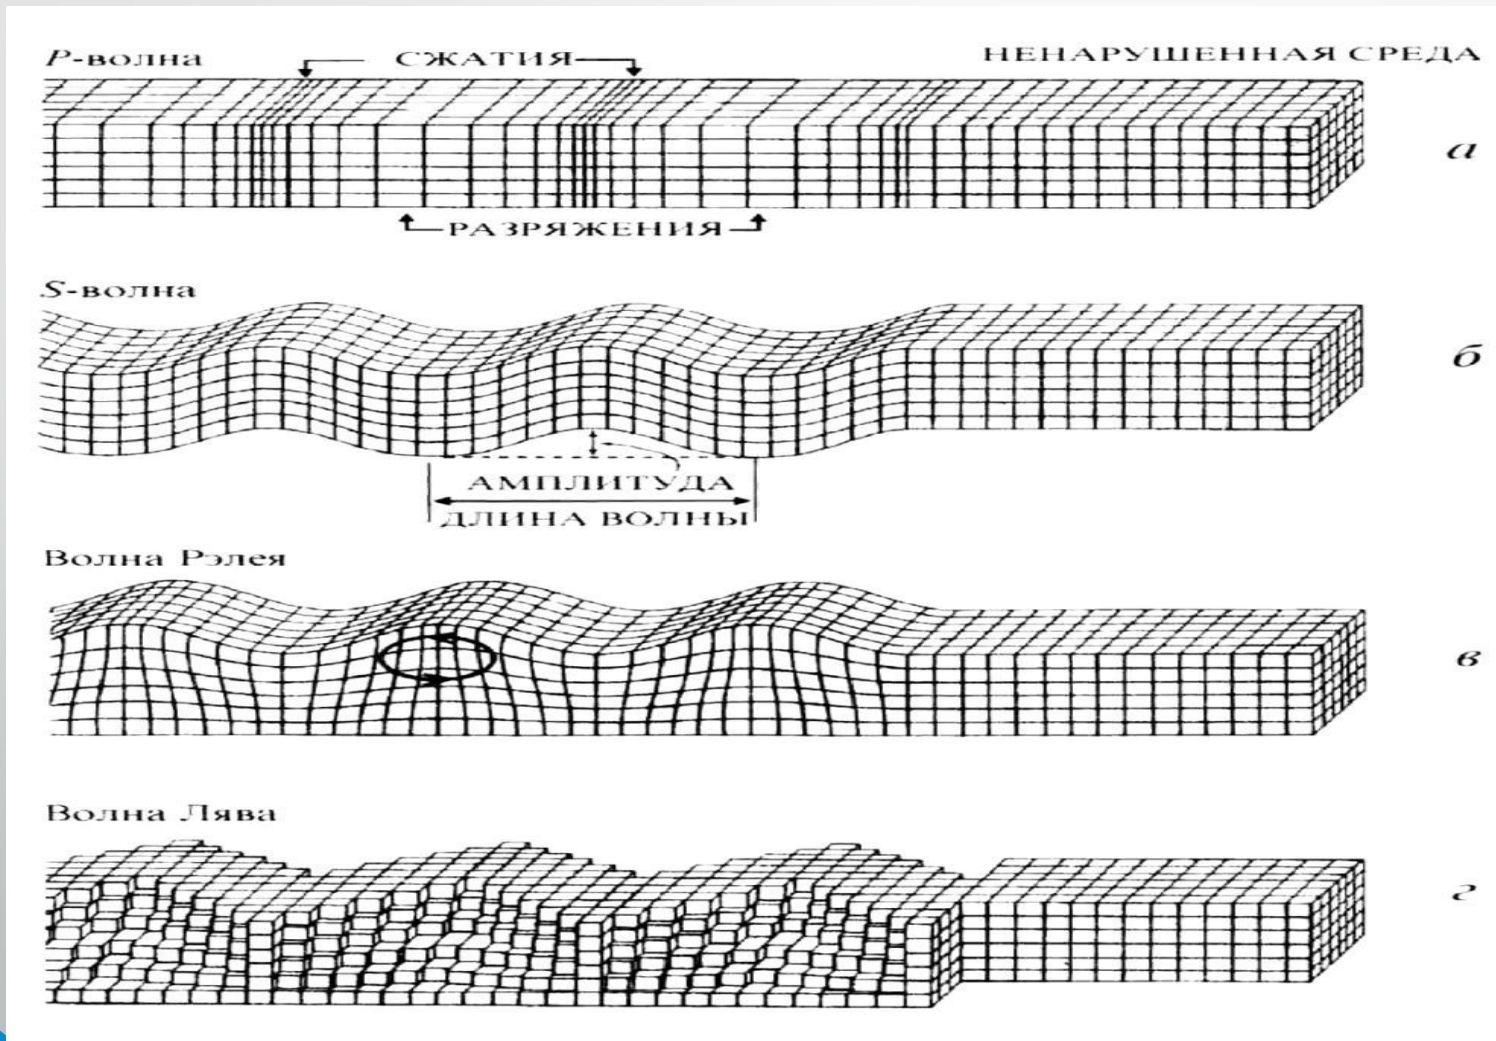 P-волна
СЖАТИЯ
НЕНАРУШЕННАЯ СРЕДА
а
РАЗРЯЖЕНИЯ
S-волна
б
АМПЛИТУДА
ДЛИНА ВОЛНЫ
Волна Рэлея
в
Волна Лява
г